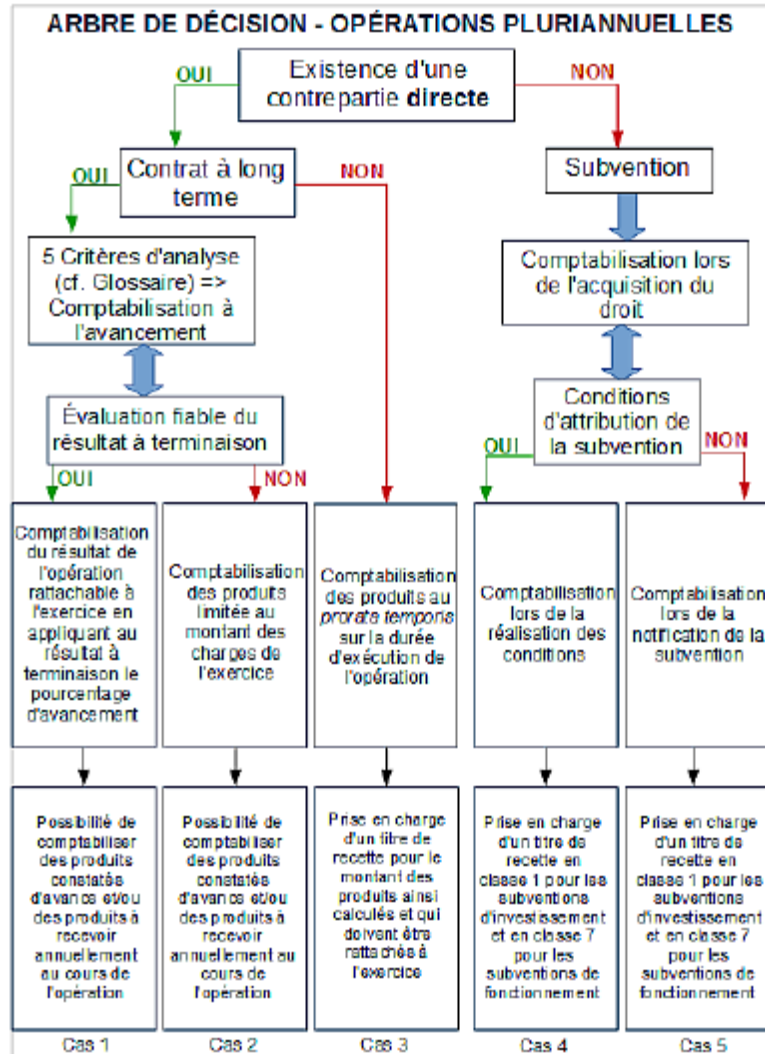 ARBRE DE DÉCISION - OPÉRATIONS PLURIANNUELLES
Existence d'une
contrepartie directe
OUI
NON
Contrat à long
terme
OUI
NON
Subvention
5 Critères d'analyse
(cf. Glossaire) =>
Comptabilisation à
l'avancement
Comptabilisation lors
de l'acquisition du
droit
Évaluation fiable du
résultat à terminaison
OUI
NON
Conditions
d'attribution de
la subvention
OUI
NON
Comptabilisation
du résultat de
l'opération
rattachable à
l'exercice en
appliquant au
résultat à
terminaison le
pourcentage
d'avancement
Comptabilisation
des produits
limitée au
montant des
charges de
l'exercice
Comptabilisation
des produits au
prorata temporis
sur la durée
d'exécution de
l'opération
Comptabilisation
lors de la
réalisation des
conditions
Comptabilisation
lors de la
notification de la
subvention
Possibilité de
comptabiliser
des produits
constatés
d'avance et/ou
des produits à
recevoir
annuellement
au cours de
l'opération
Possibilité de
comptabiliser
des produits
constatés
d'avance et/ou
des produits à
recevoir
annuellement au
cours de
l'opération
Prise en charge
d'un titre de
recette pour le
montant des
produits ainsi
calculés et qui
doivent être
rattachés à
l'exercice
Prise en charge
d'un titre de
recette en
classe 1 pour les
subventions
d'investissement
et en classe 7
pour les
subventions de
fonctionnement
Prise en charge
d'un titre de
recette en
classe 1 pour les
subventions
d'investissement
et en classe 7
pour les
subventions de
fonctionnement
Cas 1
Cas 2
Cas 3
Cas 4
Cas 5